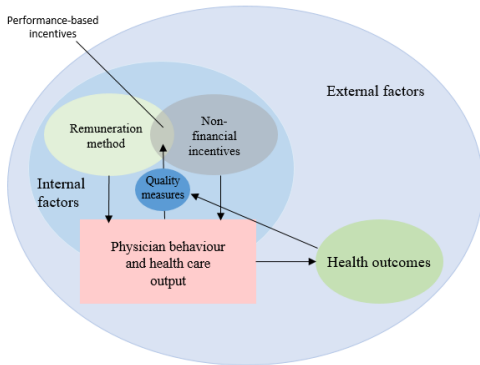 Performance-based
incentives
External factors
Remuneration
method
Non-
financial
incentives
Internal
factors
Quality
measures
Physician behaviour
and health care
output
Health outcomes